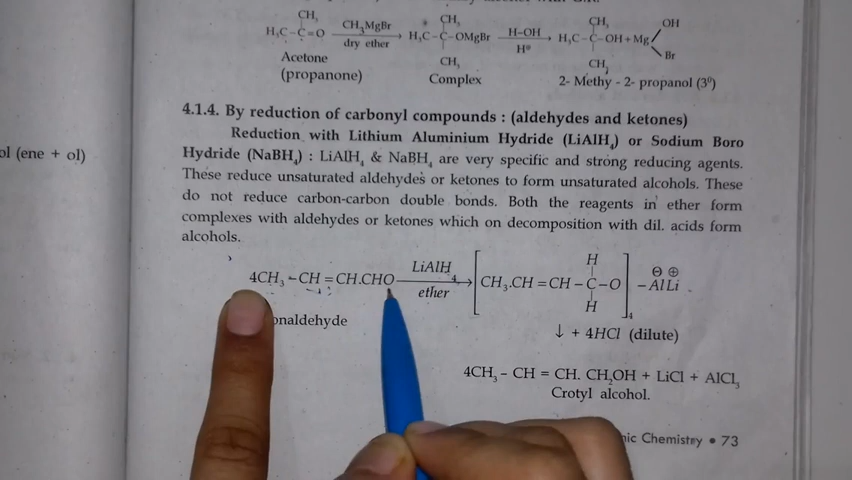 CH₃ CH₃ CH₃ OH
H₃C–C=O CH₃MgBr dry ether H₃C–C–OMgBr H–OH H⊕ H₃C–C–OH + Mg Br
CH₃ CH₃
Acetone Complex 2- Methy - 2- propanol (3⁰)
(propanone)
4.1.4. By reduction of carbonyl compounds : (aldehydes and ketones)
Reduction with Lithium Aluminium Hydride (LiAlH₄) or Sodium Boro
Hydride (NaBH₄) : LiAlH₄ & NaBH₄ are very specific and strong reducing agents.
These reduce unsaturated aldehydes or ketones to form unsaturated alcohols. These
do not reduce carbon-carbon double bonds. Both the reagents in ether form
complexes with aldehydes or ketones which on decomposition with dil. acids form
alcohols.
ol (ene + ol)
H
4CH₃ – CH = CH.CHO LiAlH₄ ether [CH₃.CH = CH – C – O]₄ – Al⊖ Li⊕
H
onaldehyde
↓ + 4HCl (dilute)
4CH₃ – CH = CH. CH₂OH + LiCl + AlCl₃
Crotyl alcohol.
nic Chemistry • 73